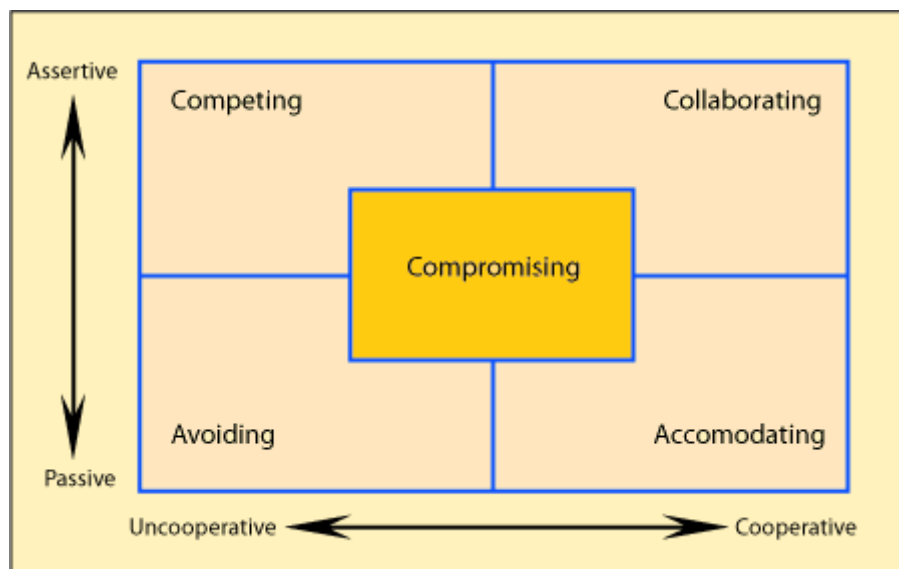 Assertive
Competing
Collaborating
Compromising
Avoiding
Accomodating
Passive
Uncooperative
Cooperative